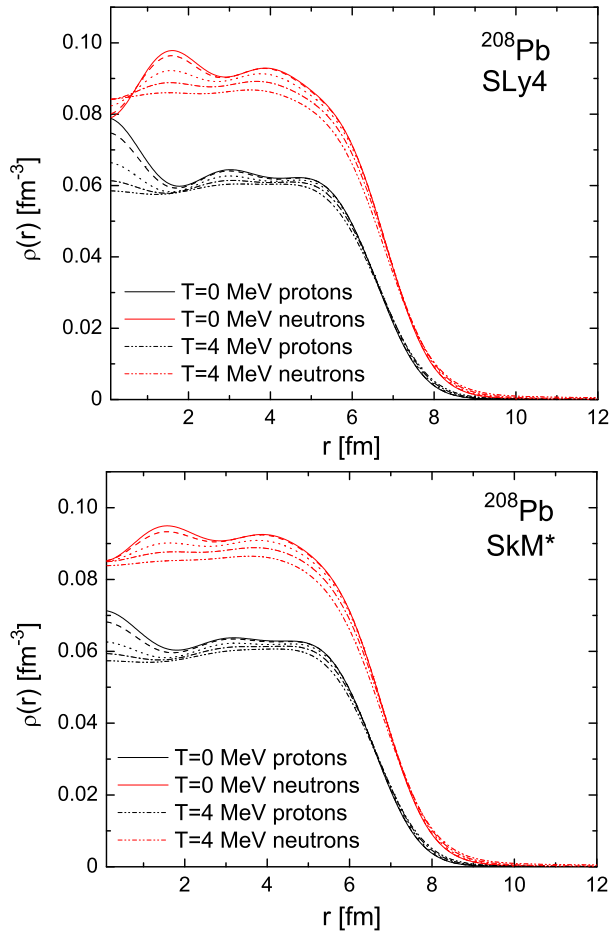 0.10
0.08
0.06
0.04
0.02
0
ρ(r) [fm⁻³]
²⁰⁸Pb
SLy4
T=0 MeV protons
T=0 MeV neutrons
T=4 MeV protons
T=4 MeV neutrons
2 4 6 8 10 12
r [fm]
0.10
0.08
0.06
0.04
0.02
0
ρ(r) [fm⁻³]
²⁰⁸Pb
SkM*
T=0 MeV protons
T=0 MeV neutrons
T=4 MeV protons
T=4 MeV neutrons
2 4 6 8 10 12
r [fm]